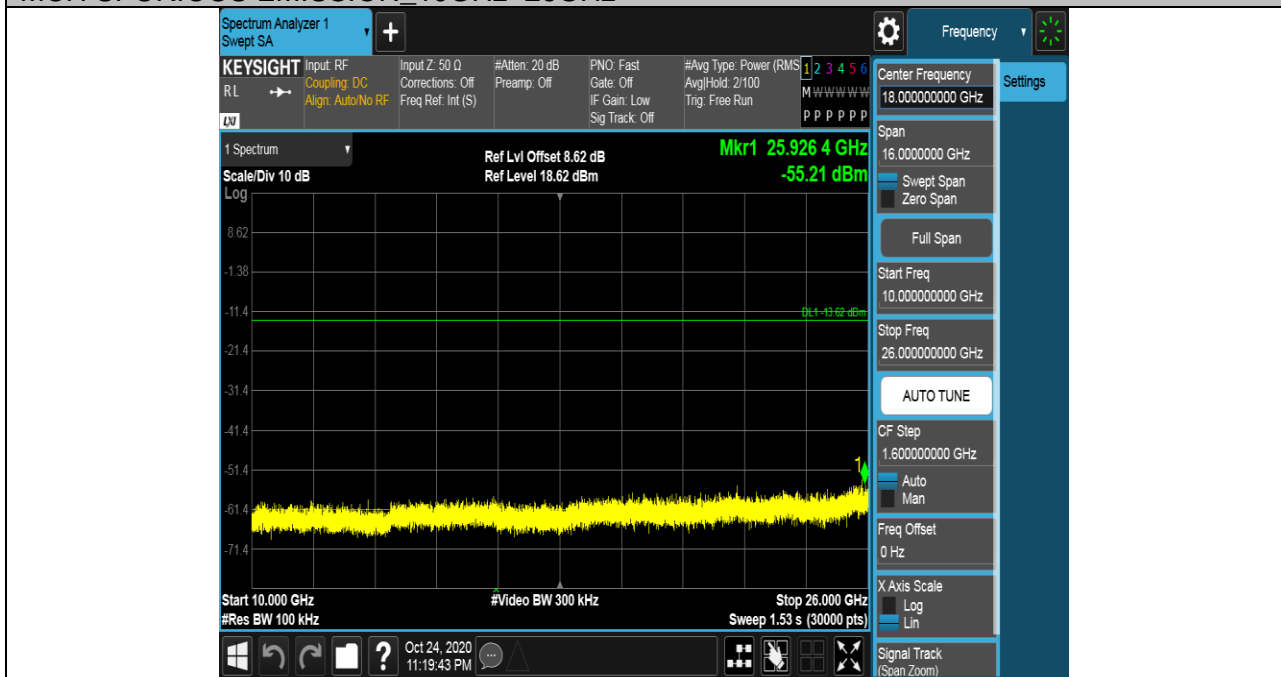 Spectrum Analyzer 1
Swept SA
+
Frequency
KEYSIGHT
RL
LXI
Input: RF
Coupling: DC
Align: Auto/No RF
Input Z: 50 Ω
Corrections: Off
Freq Ref: Int (S)
#Atten: 20 dB
Preamp: Off
PNO: Fast
Gate: Off
IF Gain: Low
Sig Track: Off
#Avg Type: Power (RMS
Avg|Hold: 2/100
Trig: Free Run
1 2 3 4 5 6
M W W W W W
P P P P P P
Center Frequency
18.000000000 GHz
Settings
Span
16.0000000 GHz
Swept Span
Zero Span
Full Span
Start Freq
10.000000000 GHz
Stop Freq
26.000000000 GHz
AUTO TUNE
CF Step
1.600000000 GHz
Auto
Man
Freq Offset
0 Hz
X Axis Scale
Log
Lin
Signal Track
(Span Zoom)
1 Spectrum
Scale/Div 10 dB
Log
Ref Lvl Offset 8.62 dB
Ref Level 18.62 dBm
Mkr1 25.926 4 GHz
-55.21 dBm
8.62
-1.38
-11.4
DL1 -13.62 dBm
-21.4
-31.4
-41.4
-51.4
1
-61.4
-71.4
Start 10.000 GHz
#Res BW 100 kHz
#Video BW 300 kHz
Stop 26.000 GHz
Sweep 1.53 s (30000 pts)
?
Oct 24, 2020
11:19:43 PM